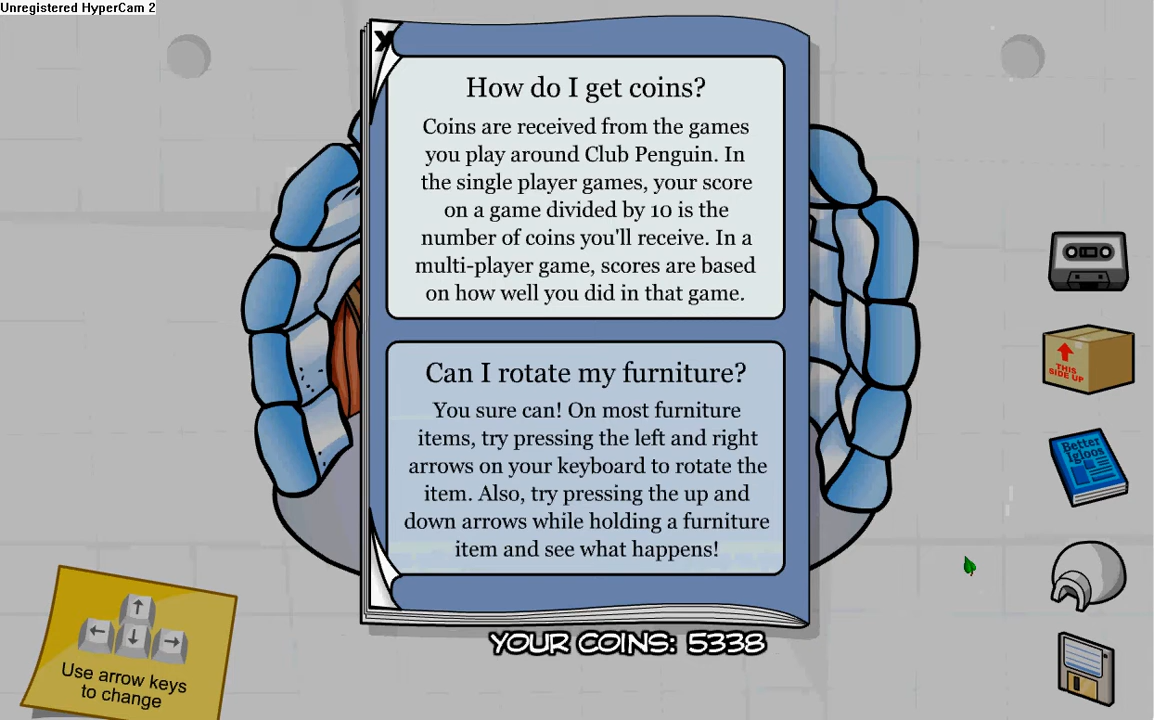 Unregistered HyperCam 2
X
How do I get coins?
Coins are received from the games
you play around Club Penguin. In
the single player games, your score
on a game divided by 10 is the
number of coins you'll receive. In a
multi-player game, scores are based
on how well you did in that game.
Can I rotate my furniture?
You sure can! On most furniture
items, try pressing the left and right
arrows on your keyboard to rotate the
item. Also, try pressing the up and
down arrows while holding a furniture
item and see what happens!
YOUR COINS: 5338
THIS
SIDE UP
Better
Igloos
Use arrow keys
to change